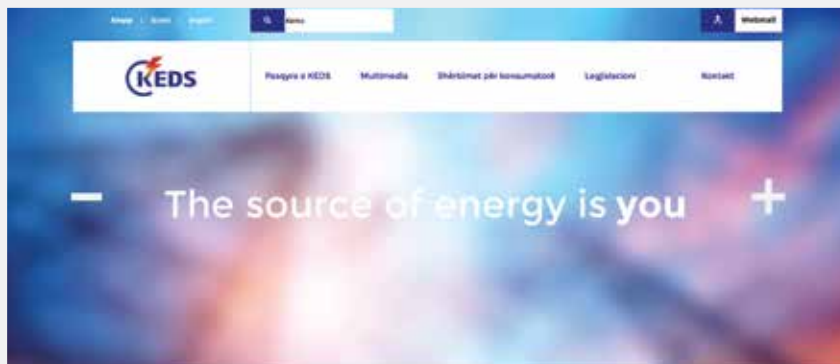 Shqip Srpski English Kërko Webmail
KEDS
Pasqyra e KEDS Multimedia Shërbimet për konsumatorë Legjislacioni Kontakt
− The source of energy is you +